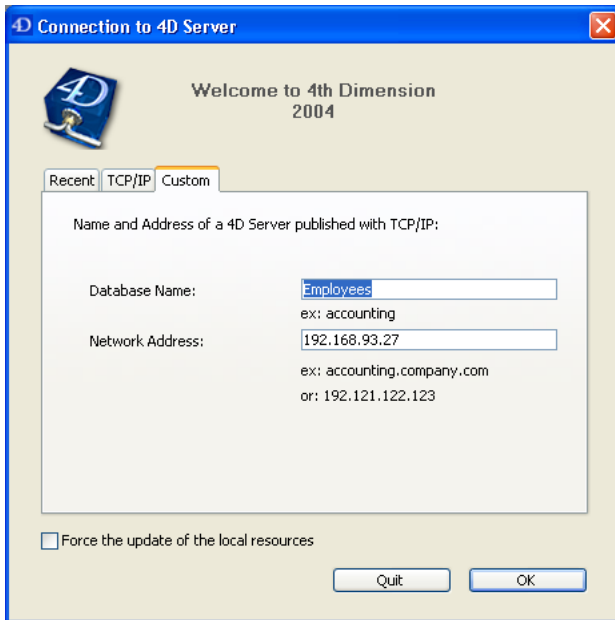 4D Connection to 4D Server
4D
Welcome to 4th Dimension
2004
Recent TCP/IP Custom
Name and Address of a 4D Server published with TCP/IP:
Database Name: Employees
ex: accounting
Network Address: 192.168.93.27
ex: accounting.company.com
or: 192.121.122.123
Force the update of the local resources
Quit OK